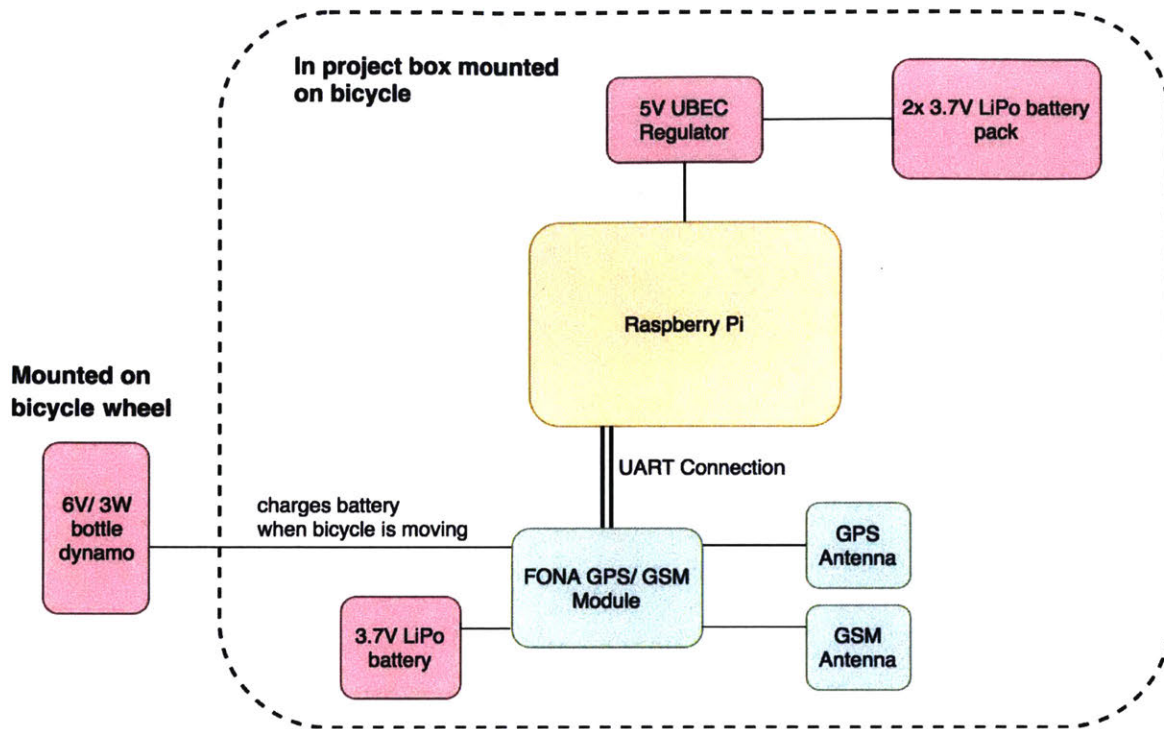 In project box mounted
on bicycle
5V UBEC
Regulator
2x 3.7V LiPo battery
pack
Raspberry Pi
Mounted on
bicycle wheel
UART Connection
6V/ 3W
bottle
dynamo
charges battery
when bicycle is moving
FONA GPS/ GSM
Module
GPS
Antenna
3.7V LiPo
battery
GSM
Antenna